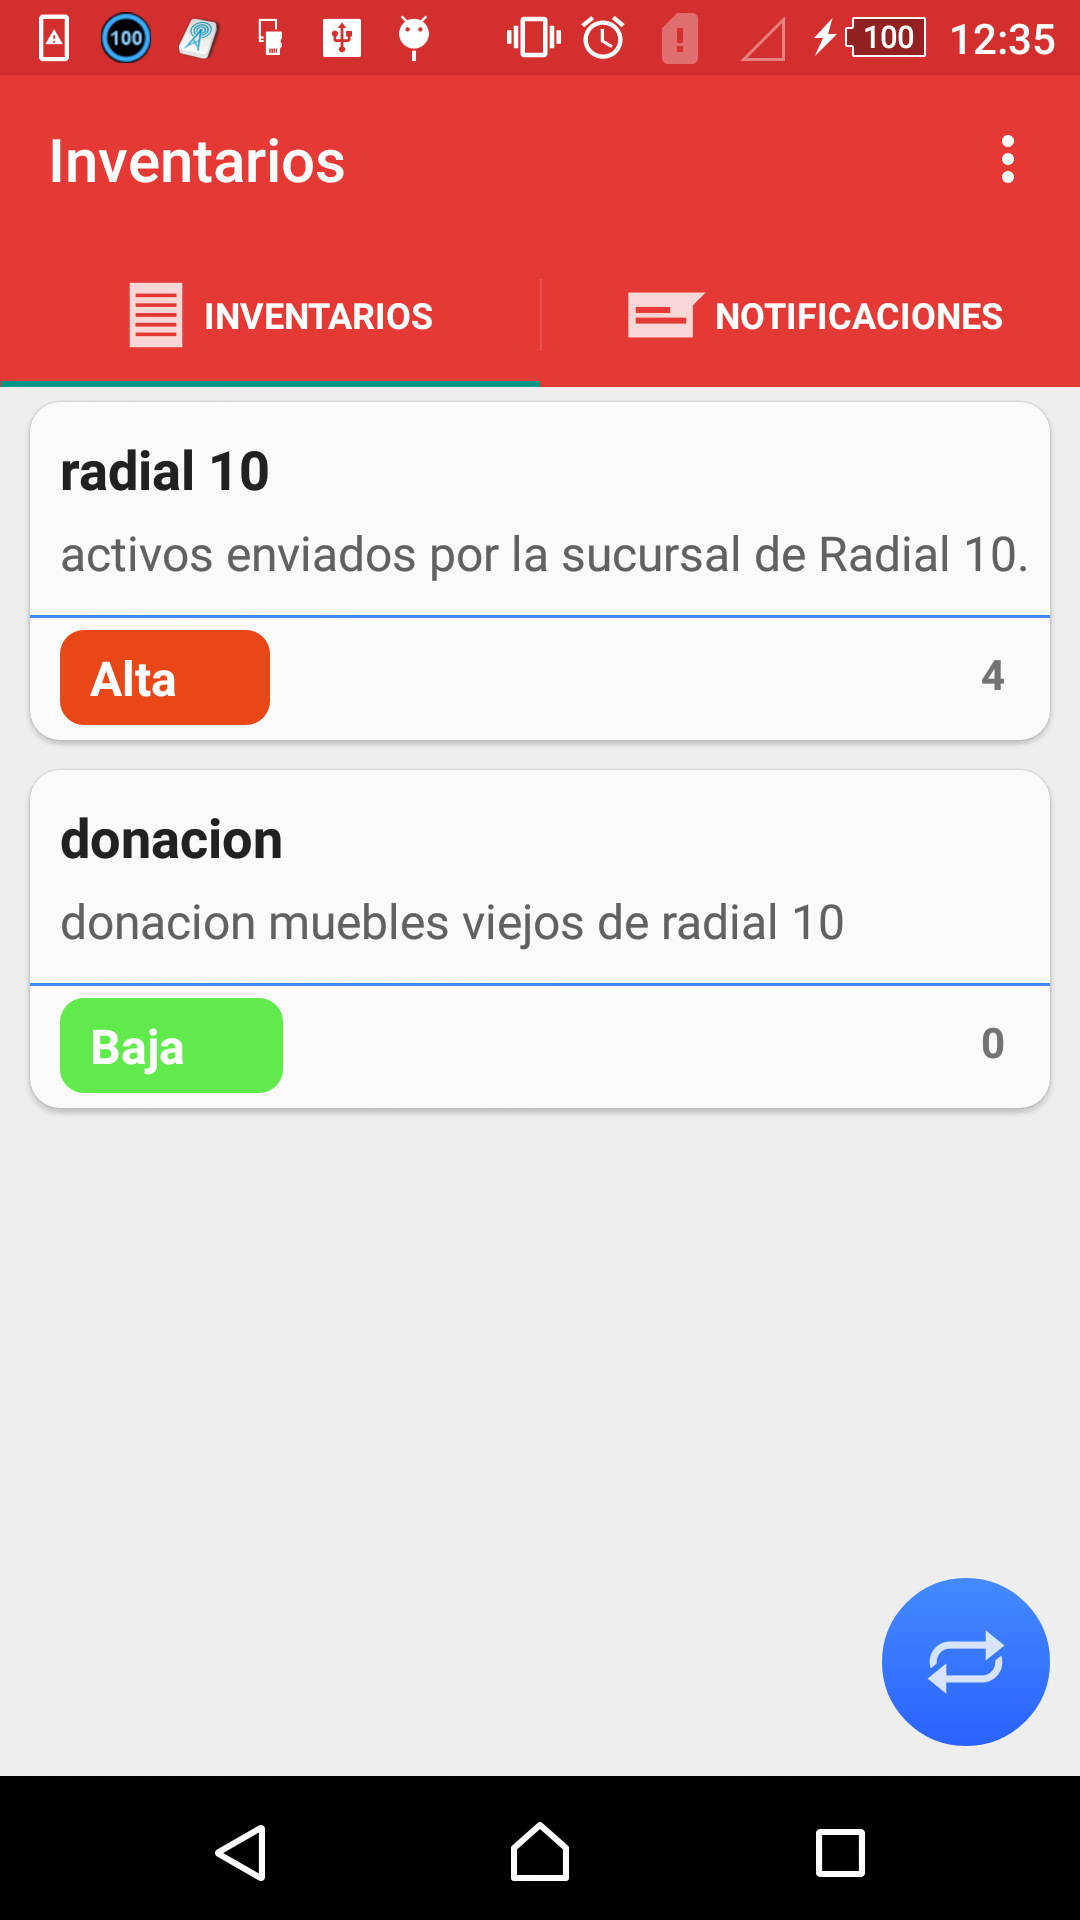 100
100
12:35
Inventarios
INVENTARIOS
NOTIFICACIONES
radial 10
activos enviados por la sucursal de Radial 10.
Alta
4
donacion
donacion muebles viejos de radial 10
Baja
0